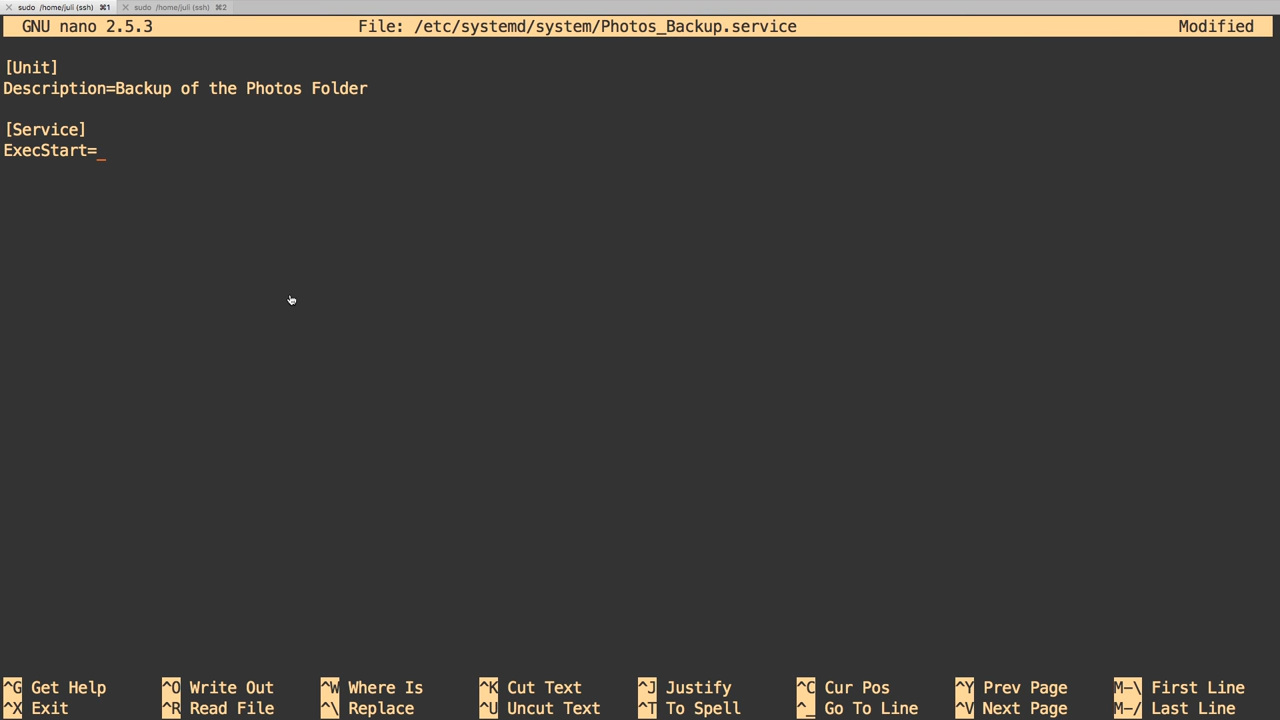 sudo /home/juli (ssh) ⌘1 sudo /home/juli (ssh) ⌘2
GNU nano 2.5.3 File: /etc/systemd/system/Photos_Backup.service Modified
[Unit]
Description=Backup of the Photos Folder
[Service]
ExecStart=_
^G Get Help ^O Write Out ^W Where Is ^K Cut Text ^J Justify ^C Cur Pos ^Y Prev Page M-\ First Line
^X Exit ^R Read File ^\ Replace ^U Uncut Text ^T To Spell ^_ Go To Line ^V Next Page M-/ Last Line